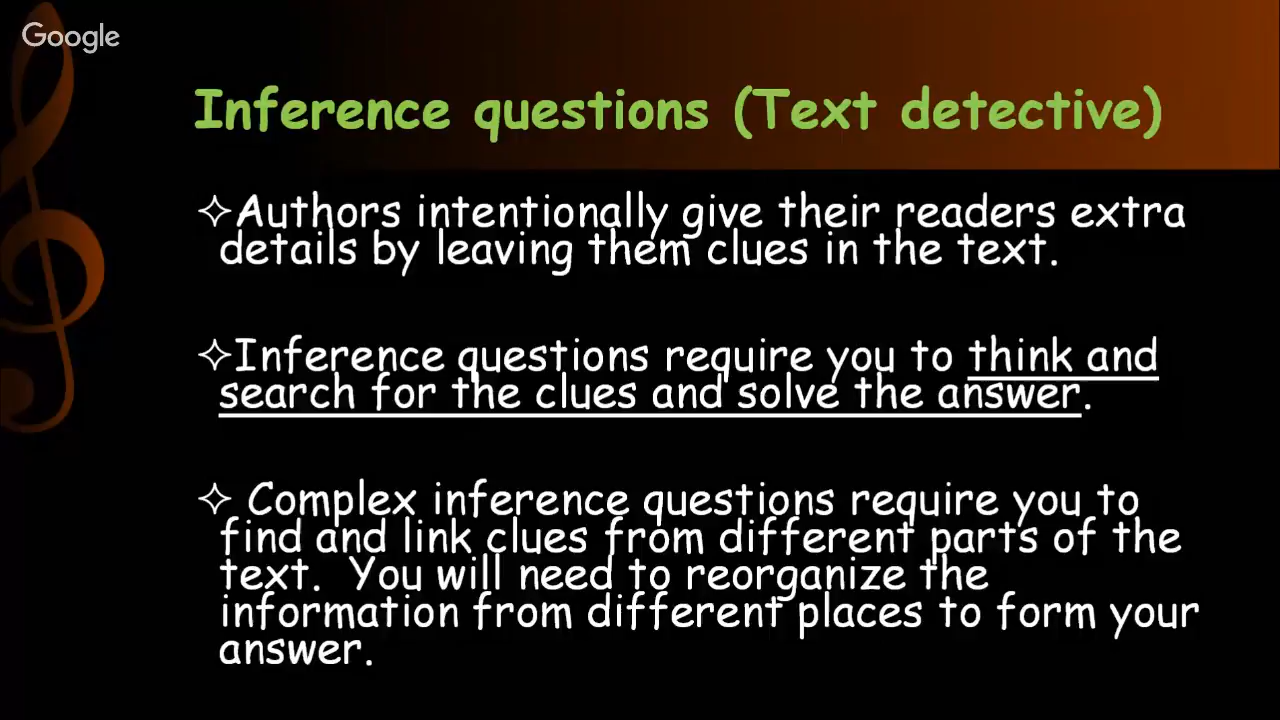 Google
Inference questions (Text detective)
✧Authors intentionally give their readers extra
details by leaving them clues in the text.
✧Inference questions require you to think and
search for the clues and solve the answer.
✧ Complex inference questions require you to
find and link clues from different parts of the
text.  You will need to reorganize the
information from different places to form your
answer.